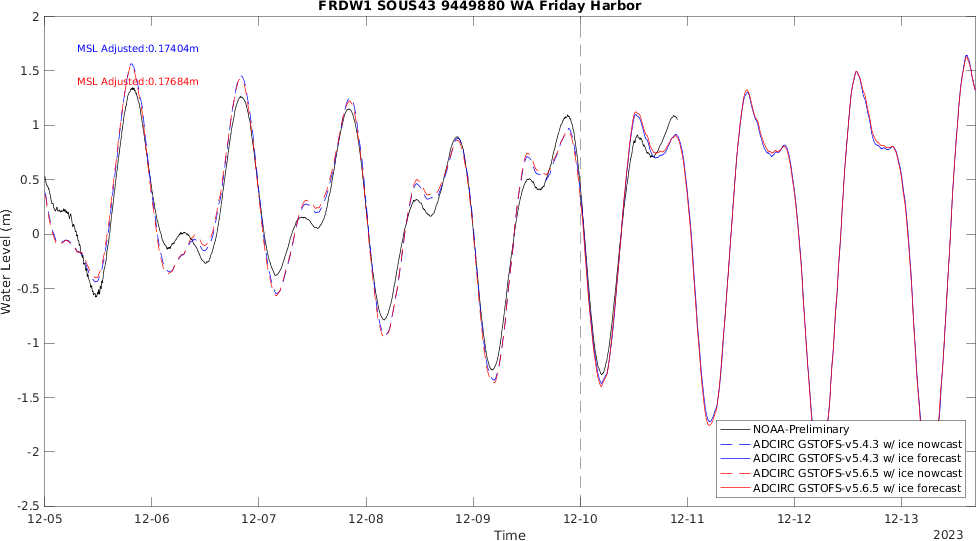 FRDW1 SOUS43 9449880 WA Friday Harbor
MSL Adjusted:0.17404m
MSL Adjusted:0.17684m
Water Level (m)
2
1.5
1
0.5
0
-0.5
-1
-1.5
-2
-2.5
NOAA-Preliminary
ADCIRC GSTOFS-v5.4.3 w/ ice nowcast
ADCIRC GSTOFS-v5.4.3 w/ ice forecast
ADCIRC GSTOFS-v5.6.5 w/ ice nowcast
ADCIRC GSTOFS-v5.6.5 w/ ice forecast
12-05 12-06 12-07 12-08 12-09 12-10 12-11 12-12 12-13
Time
2023